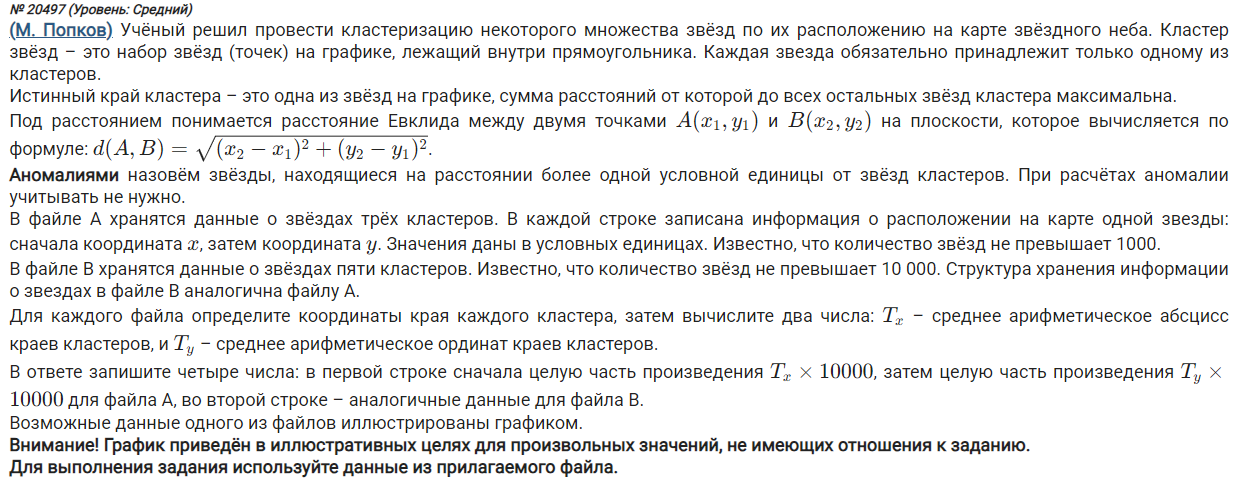 № 20497 (Уровень: Средний)
(М. Попков) Учёный решил провести кластеризацию некоторого множества звёзд по их расположению на карте звёздного неба. Кластер
звёзд – это набор звёзд (точек) на графике, лежащий внутри прямоугольника. Каждая звезда обязательно принадлежит только одному из
кластеров.
Истинный край кластера – это одна из звёзд на графике, сумма расстояний от которой до всех остальных звёзд кластера максимальна.
Под расстоянием понимается расстояние Евклида между двумя точками A(x₁, y₁) и B(x₂, y₂) на плоскости, которое вычисляется по
формуле: d(A, B) = √((x₂ − x₁)² + (y₂ − y₁)²).
Аномалиями назовём звёзды, находящиеся на расстоянии более одной условной единицы от звёзд кластеров. При расчётах аномалии
учитывать не нужно.
В файле А хранятся данные о звёздах трёх кластеров. В каждой строке записана информация о расположении на карте одной звезды:
сначала координата x, затем координата y. Значения даны в условных единицах. Известно, что количество звёзд не превышает 1000.
В файле В хранятся данные о звёздах пяти кластеров. Известно, что количество звёзд не превышает 10 000. Структура хранения информации
о звездах в файле В аналогична файлу А.
Для каждого файла определите координаты края каждого кластера, затем вычислите два числа: Tₓ – среднее арифметическое абсцисс
краев кластеров, и T_y – среднее арифметическое ординат краев кластеров.
В ответе запишите четыре числа: в первой строке сначала целую часть произведения Tₓ × 10000, затем целую часть произведения T_y ×
10000 для файла А, во второй строке – аналогичные данные для файла В.
Возможные данные одного из файлов иллюстрированы графиком.
Внимание! График приведён в иллюстративных целях для произвольных значений, не имеющих отношения к заданию.
Для выполнения задания используйте данные из прилагаемого файла.